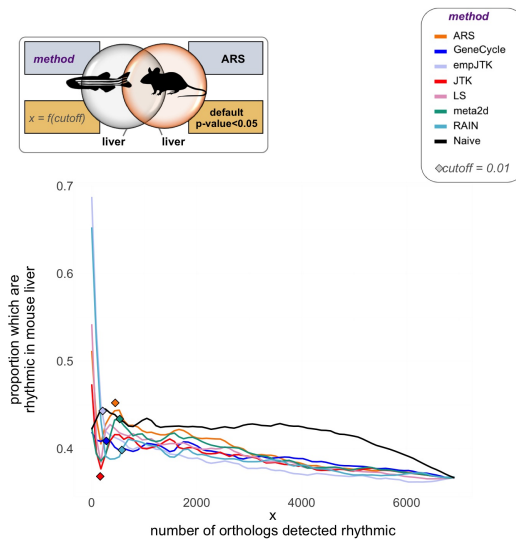 method
ARS
x = f(cutoff)
default
p-value<0.05
liver
liver
method
ARS
GeneCycle
empJTK
JTK
LS
meta2d
RAIN
Naive
cutoff = 0.01
0.7
0.6
0.5
0.4
proportion which are
rhythmic in mouse liver
0
2000
4000
6000
x
number of orthologs detected rhythmic